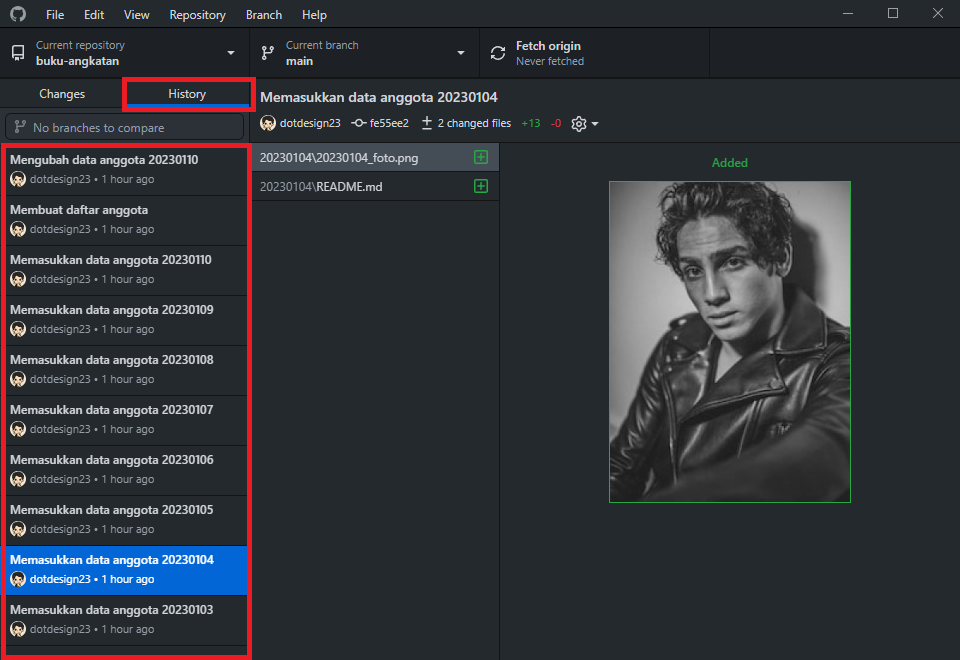 File Edit View Repository Branch Help
Current repository
buku-angkatan
Current branch
main
Fetch origin
Never fetched
Changes
History
No branches to compare
Mengubah data anggota 20230110
dotdesign23 • 1 hour ago
Membuat daftar anggota
dotdesign23 • 1 hour ago
Memasukkan data anggota 20230110
dotdesign23 • 1 hour ago
Memasukkan data anggota 20230109
dotdesign23 • 1 hour ago
Memasukkan data anggota 20230108
dotdesign23 • 1 hour ago
Memasukkan data anggota 20230107
dotdesign23 • 1 hour ago
Memasukkan data anggota 20230106
dotdesign23 • 1 hour ago
Memasukkan data anggota 20230105
dotdesign23 • 1 hour ago
Memasukkan data anggota 20230104
dotdesign23 • 1 hour ago
Memasukkan data anggota 20230103
dotdesign23 • 1 hour ago
Memasukkan data anggota 20230104
dotdesign23 fe55ee2 2 changed files +13 -0
20230104\20230104_foto.png
20230104\README.md
Added